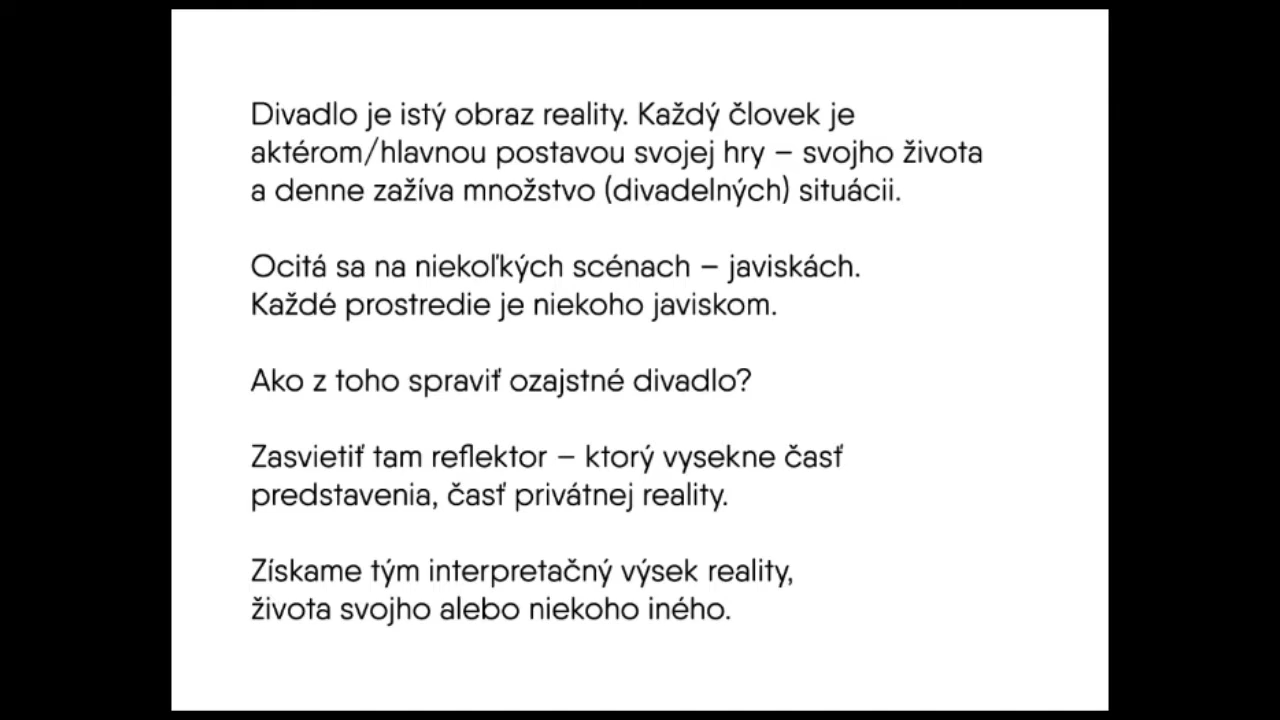 Divadlo je istý obraz reality. Každý človek je
aktérom/hlavnou postavou svojej hry – svojho života
a denne zažíva množstvo (divadelných) situácii.
Ocitá sa na niekoľkých scénach – javiskách.
Každé prostredie je niekoho javiskom.
Ako z toho spraviť ozajstné divadlo?
Zasvietiť tam reflektor – ktorý vysekne časť
predstavenia, časť privátnej reality.
Získame tým interpretačný výsek reality,
života svojho alebo niekoho iného.